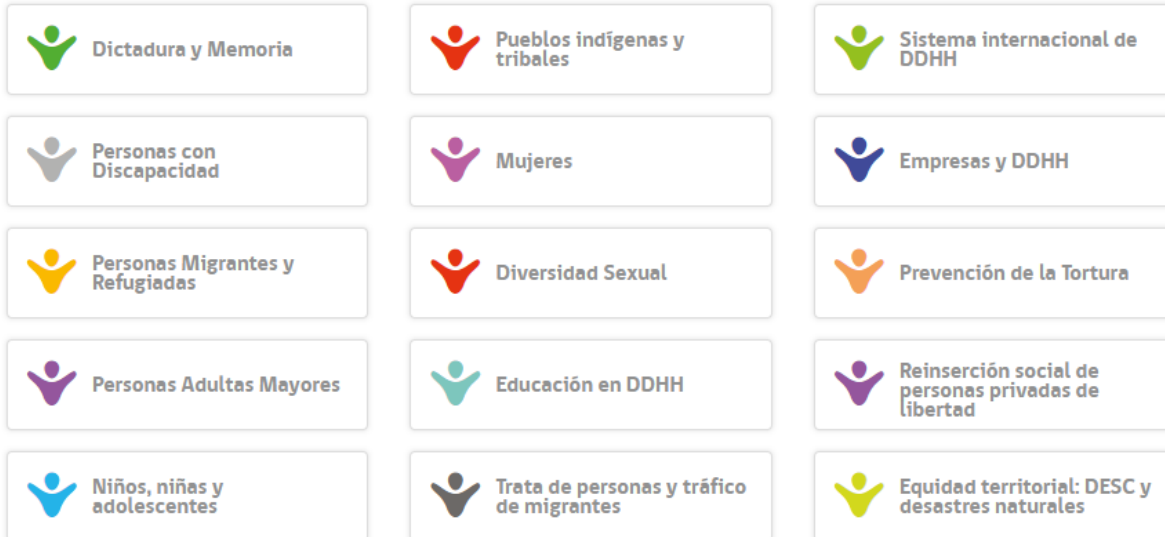 Dictadura y Memoria
Pueblos indígenas y
tribales
Sistema internacional de
DDHH
Personas con
Discapacidad
Mujeres
Empresas y DDHH
Personas Migrantes y
Refugiadas
Diversidad Sexual
Prevención de la Tortura
Personas Adultas Mayores
Educación en DDHH
Reinserción social de
personas privadas de
libertad
Niños, niñas y
adolescentes
Trata de personas y tráfico
de migrantes
Equidad territorial: DESC y
desastres naturales